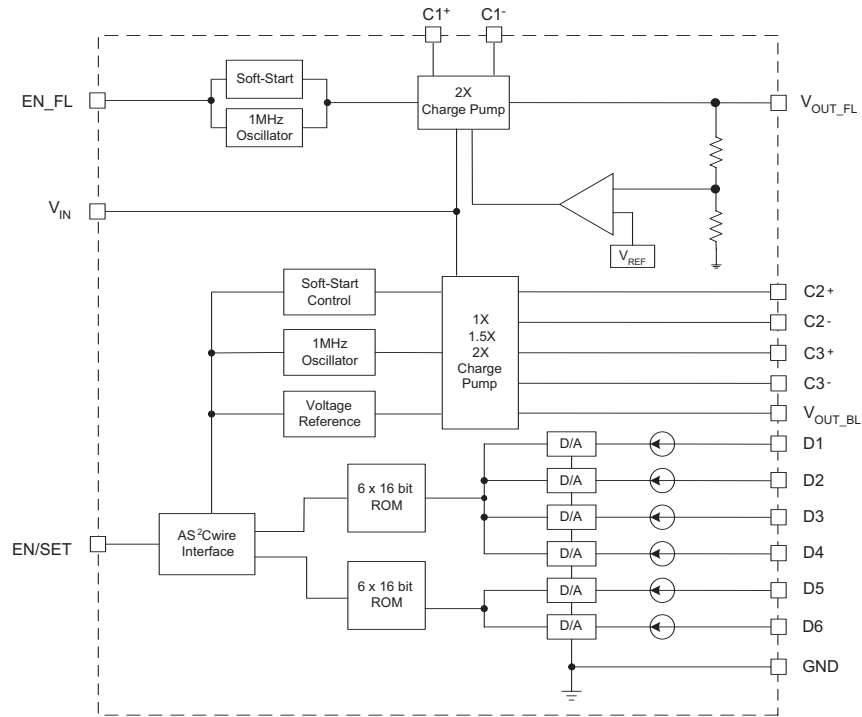 C1+ C1-
EN_FL
Soft-Start
1MHz
Oscillator
2X
Charge Pump
VOUT_FL
VIN
VREF
Soft-Start
Control
1MHz
Oscillator
Voltage
Reference
1X
1.5X
2X
Charge
Pump
C2+
C2-
C3+
C3-
VOUT_BL
D/A D1
D/A D2
D/A D3
D/A D4
D/A D5
D/A D6
6 x 16 bit
ROM
6 x 16 bit
ROM
EN/SET
AS²Cwire
Interface
GND